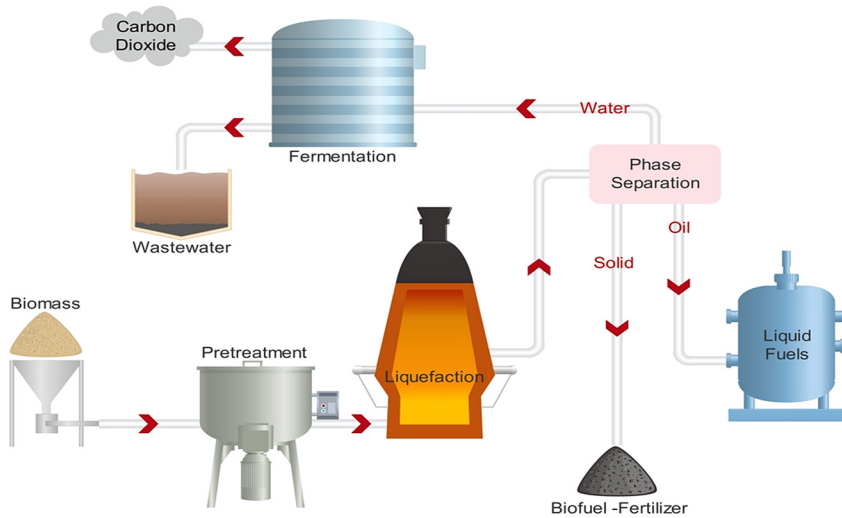 Carbon
Dioxide
Water
Fermentation
Phase
Separation
Wastewater
Oil
Solid
Biomass
Liquid
Fuels
Pretreatment
Liquefaction
Biofuel -Fertilizer